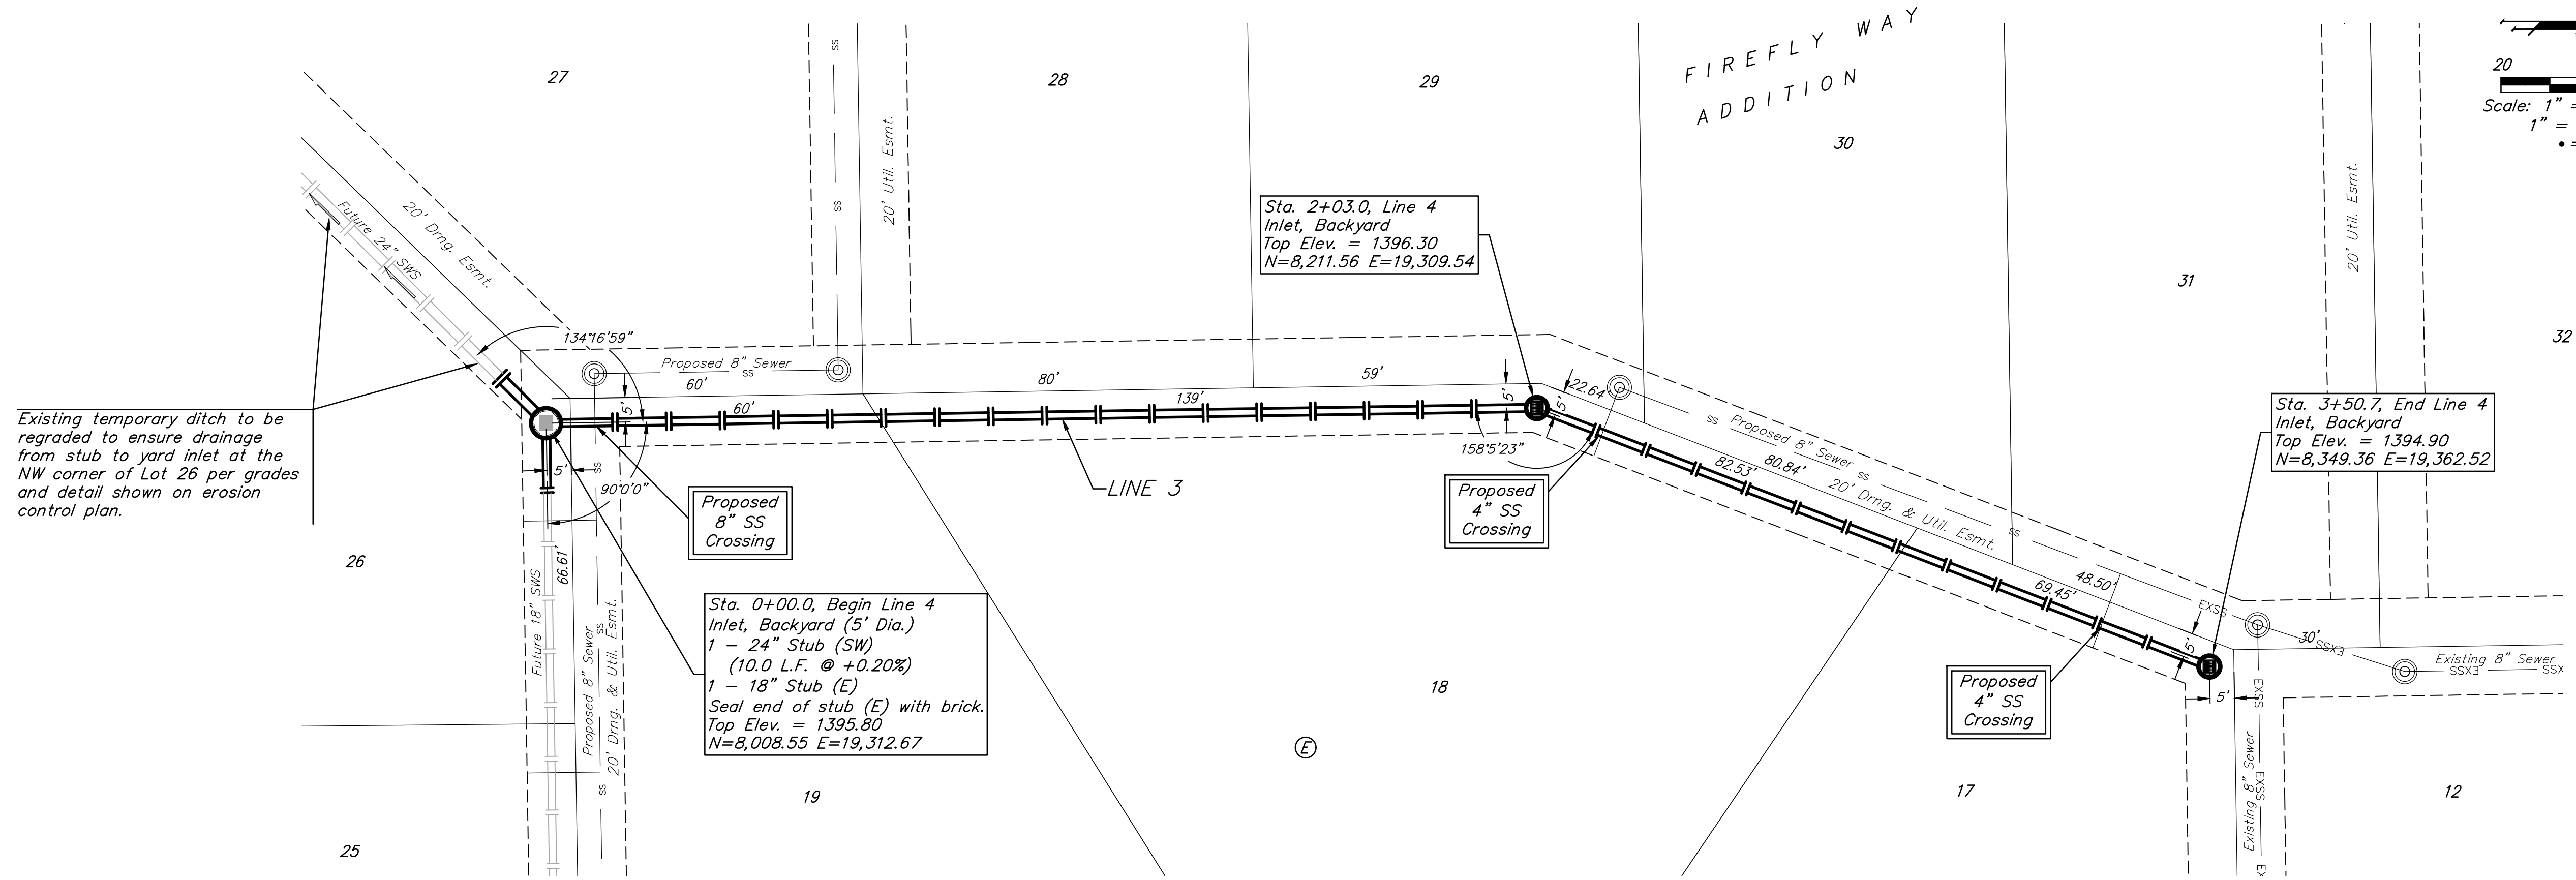 27
28
29
FIREFLY WAY
ADDITION
30
31
32
20
Scale: 1" =
1" =
• =
20' Util. Esmt.
20' Util. Esmt.
SS
SS
20' Drng. Esmt.
Future 24" SWS
Sta. 2+03.0, Line 4
Inlet, Backyard
Top Elev. = 1396.30
N=8,211.56 E=19,309.54
134°16'59"
Proposed 8" Sewer
SS
60'
80'
59'
60'
139'
5'
5'
5'
22.64'
Existing temporary ditch to be
regraded to ensure drainage
from stub to yard inlet at the
NW corner of Lot 26 per grades
and detail shown on erosion
control plan.
5'
90°0'0"
SS
Proposed
8" SS
Crossing
LINE 3
158°5'23"
Proposed
4" SS
Crossing
SS
Proposed 8" Sewer
SS
SS
82.53'
80.84'
20' Drng. & Util. Esmt.
Sta. 3+50.7, End Line 4
Inlet, Backyard
Top Elev. = 1394.90
N=8,349.36 E=19,362.52
48.50'
69.45'
EXSS
30'
EXSS
Existing 8" Sewer
EXSS
EXSS
5'
5'
26
66.61'
Future 18" SWS
Proposed 8" Sewer
SS
20' Drng. & Util. Esmt.
SS
Sta. 0+00.0, Begin Line 4
Inlet, Backyard (5' Dia.)
1 - 24" Stub (SW)
(10.0 L.F. @ +0.20%)
1 - 18" Stub (E)
Seal end of stub (E) with brick.
Top Elev. = 1395.80
N=8,008.55 E=19,312.67
Proposed
4" SS
Crossing
EXSS
Existing 8" Sewer
EXSS
EX
18
E
19
17
12
25